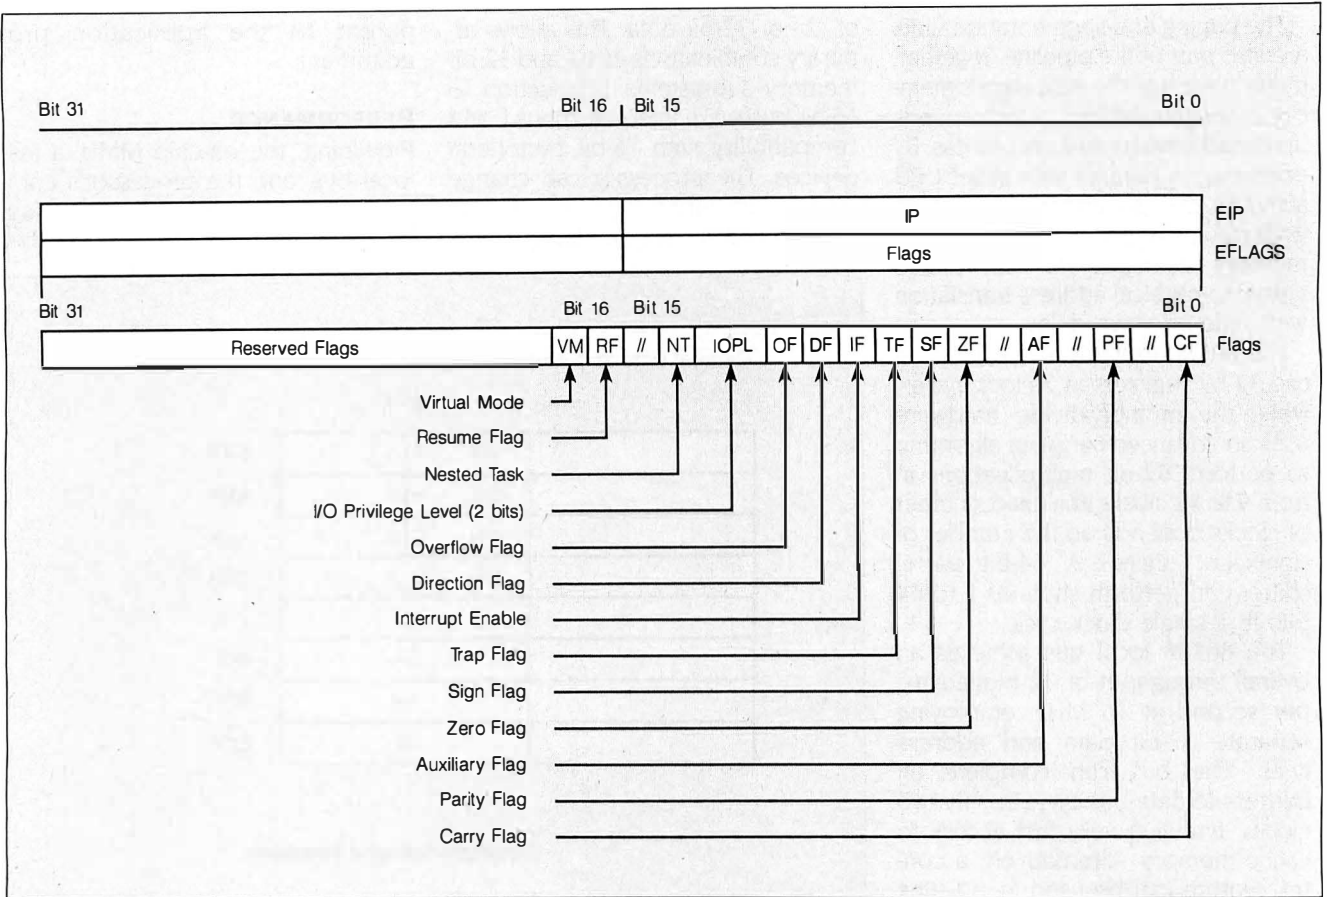 Bit 31 Bit 16 Bit 15 Bit 0
IP EIP
Flags EFLAGS
Bit 31 Bit 16 Bit 15 Bit 0
Reserved Flags VM RF // NT IOPL OF DF IF TF SF ZF // AF // PF // CF Flags
Virtual Mode
Resume Flag
Nested Task
I/O Privilege Level (2 bits)
Overflow Flag
Direction Flag
Interrupt Enable
Trap Flag
Sign Flag
Zero Flag
Auxiliary Flag
Parity Flag
Carry Flag